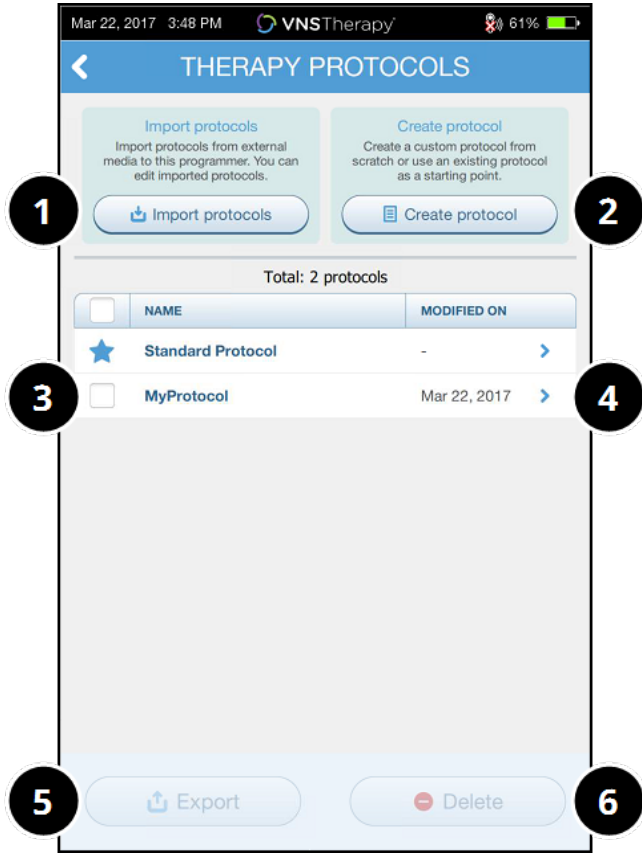 Mar 22, 2017 3:48 PM VNSTherapy 61%
THERAPY PROTOCOLS
Import protocols
Import protocols from external
media to this programmer. You can
edit imported protocols.
Import protocols
Create protocol
Create a custom protocol from
scratch or use an existing protocol
as a starting point.
Create protocol
1
2
Total: 2 protocols
NAME MODIFIED ON
Standard Protocol -
3
MyProtocol Mar 22, 2017
4
5
Export
Delete
6